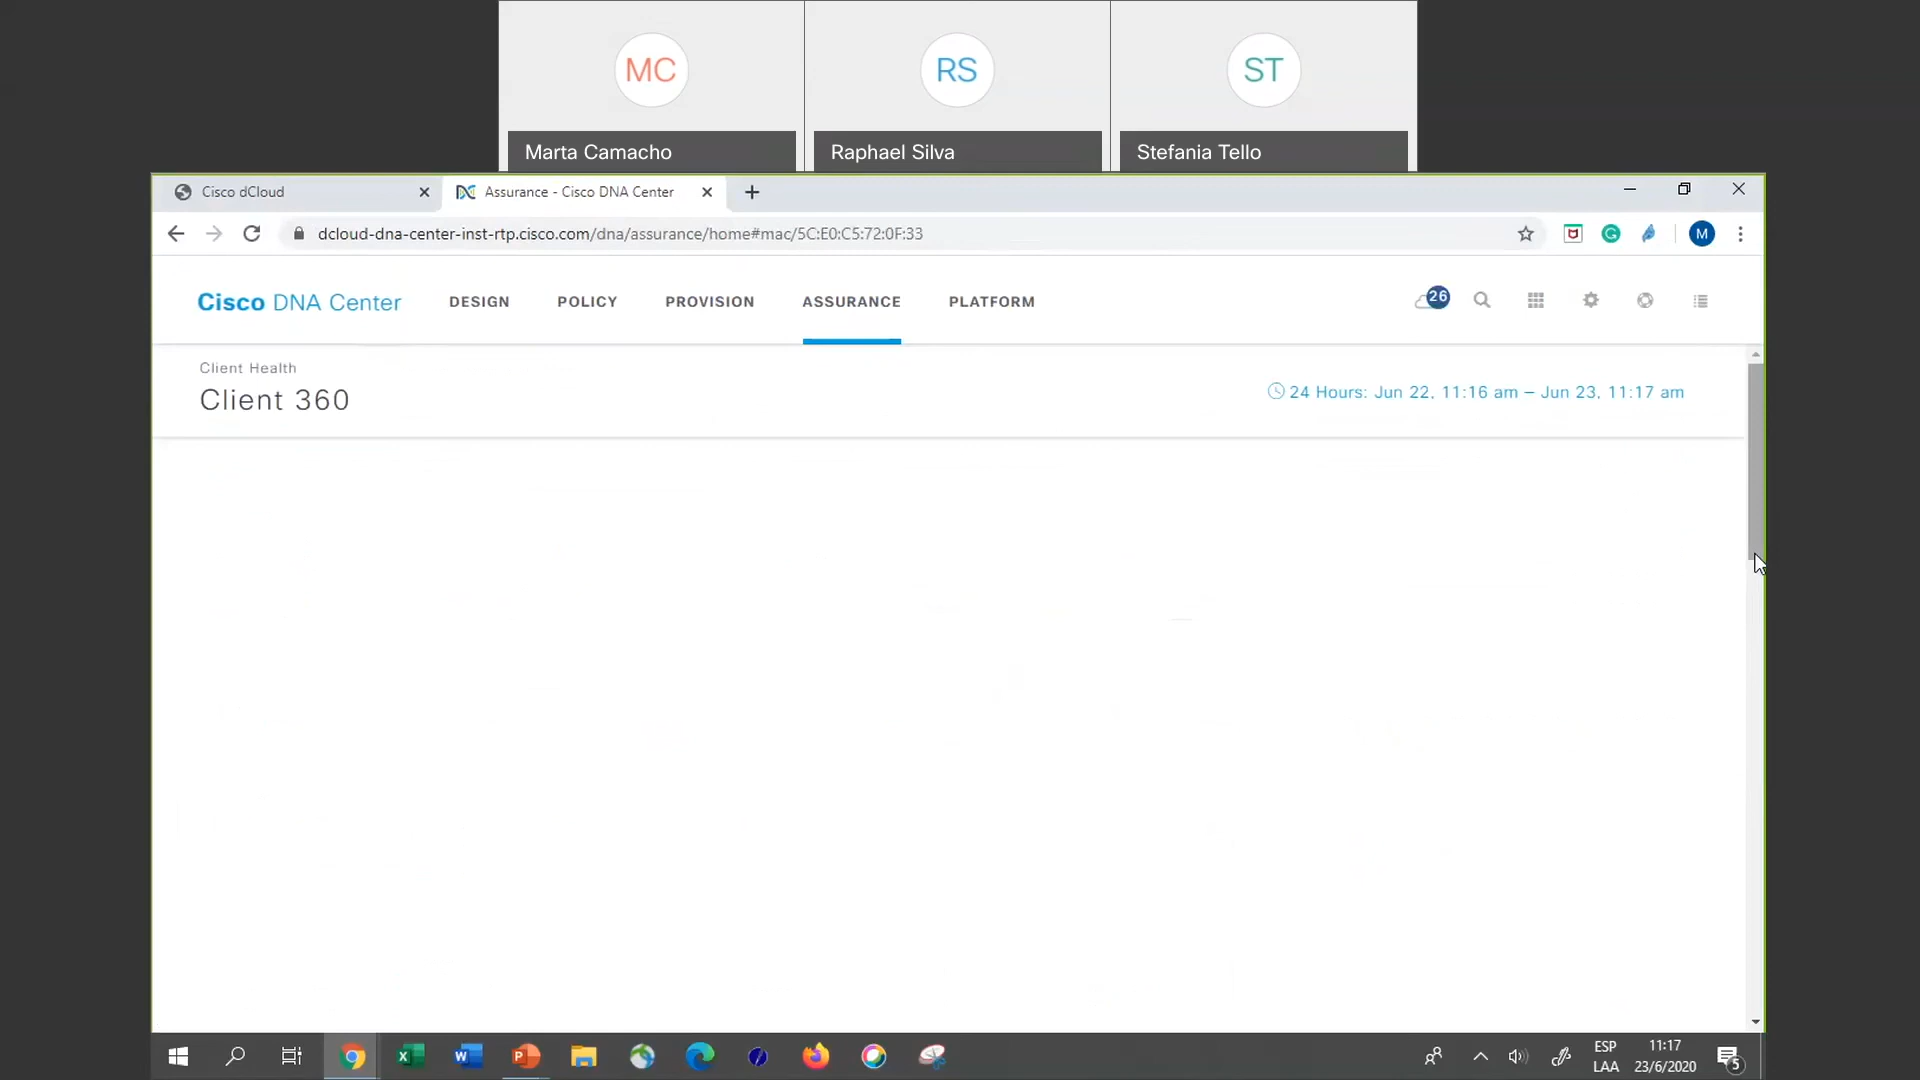 MC
RS
ST
Marta Camacho
Raphael Silva
Stefania Tello
Cisco dCloud
Assurance - Cisco DNA Center
dcloud-dna-center-inst-rtp.cisco.com/dna/assurance/home#mac/5C:E0:C5:72:0F:33
M
Cisco DNA Center
DESIGN
POLICY
PROVISION
ASSURANCE
PLATFORM
26
Client Health
Client 360
24 Hours: Jun 22, 11:16 am – Jun 23, 11:17 am
ESP
LAA
11:17
23/6/2020
5